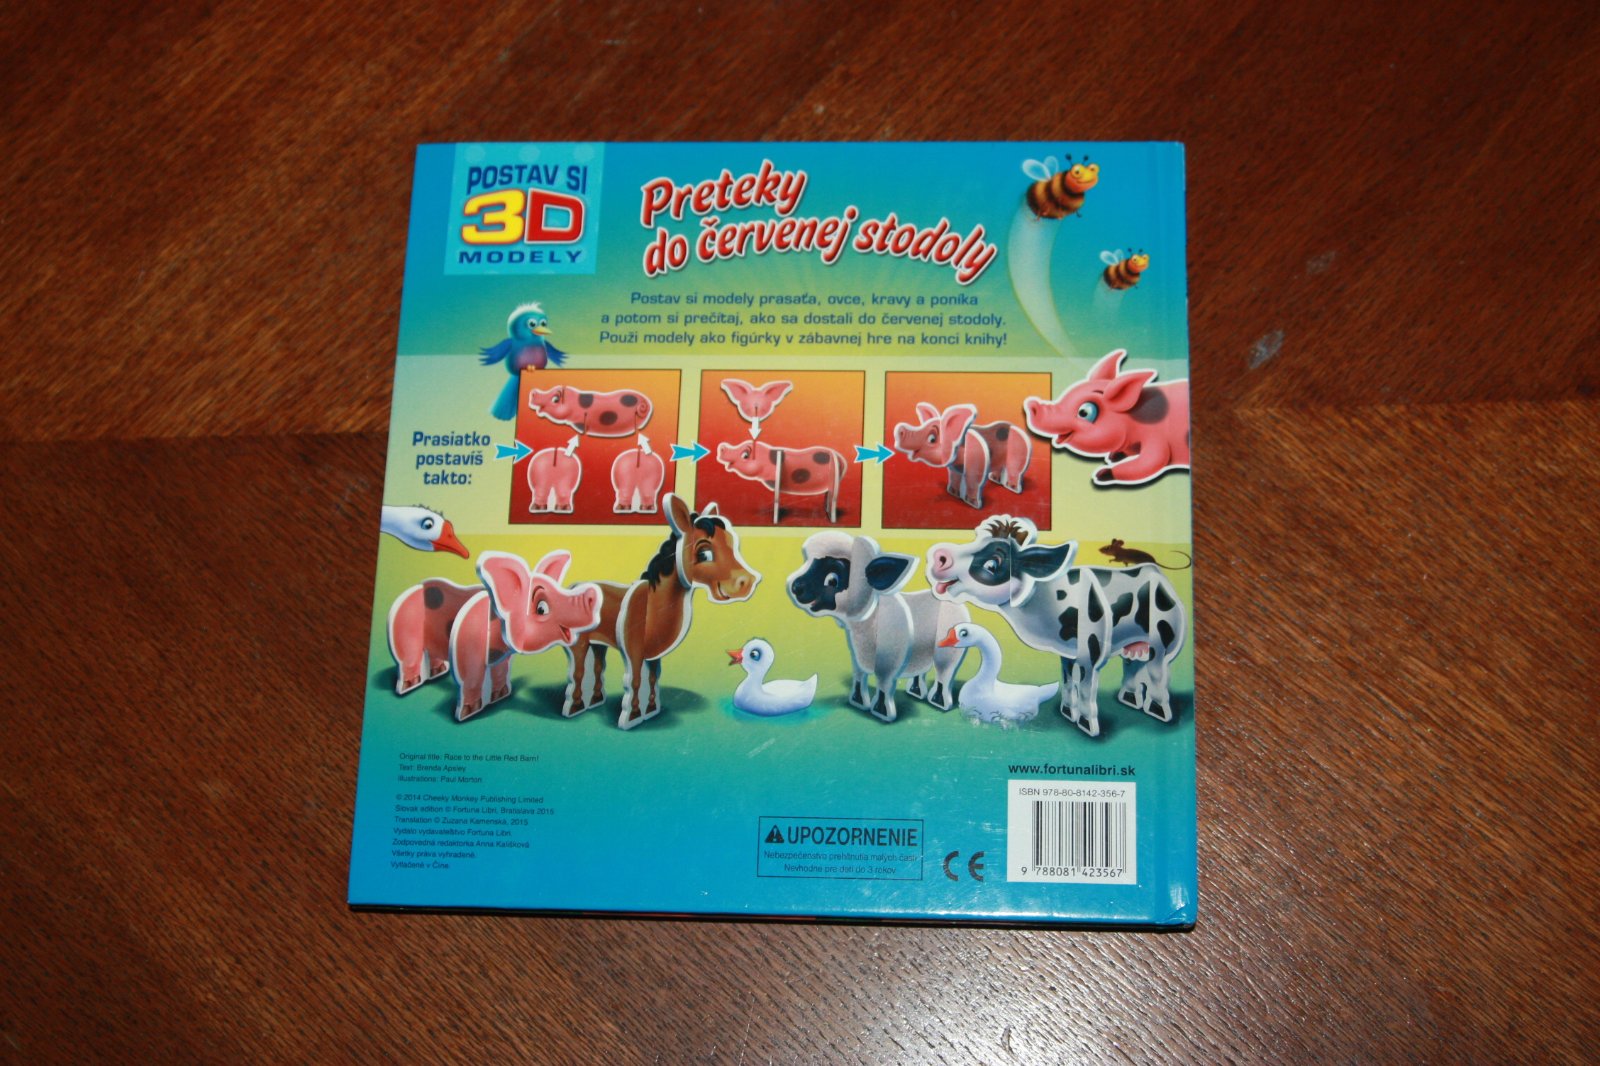 POSTAV SI
3D
MODELY
Preteky
do červenej stodoly
Postav si modely prasaťa, ovce, kravy a poníka
a potom si prečítaj, ako sa dostali do červenej stodoly.
Použi modely ako figúrky v zábavnej hre na konci knihy!
Prasiatko
postavíš
takto:
Original title: Race to the Little Red Barn!
Text: Brenda Apsley
Illustrations: Paul Morton
© 2014 Cheeky Monkey Publishing Limited
Slovak edition © Fortuna Libri, Bratislava 2015
Translation © Zuzana Kamenská, 2015
Vydalo vydavateľstvo Fortuna Libri.
Zodpovedná redaktorka Anna Kališková
Všetky práva vyhradené.
Vytlačené v Číne.
UPOZORNENIE
Nebezpečenstvo prehltnutia malých častí.
Nevhodné pre deti do 3 rokov.
CE
www.fortunalibri.sk
ISBN 978-80-8142-356-7
9 788081 423567